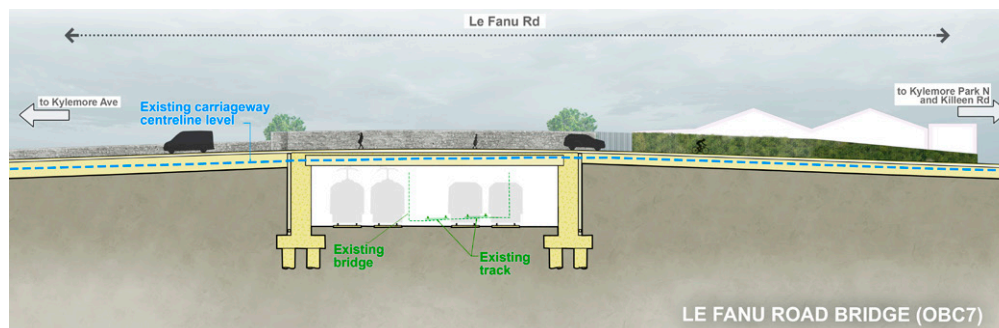 Le Fanu Rd
to Kylemore Ave
to Kylemore Park N
and Killeen Rd
Existing carriageway
centreline level
Existing
bridge
Existing
track
LE FANU ROAD BRIDGE (OBC7)